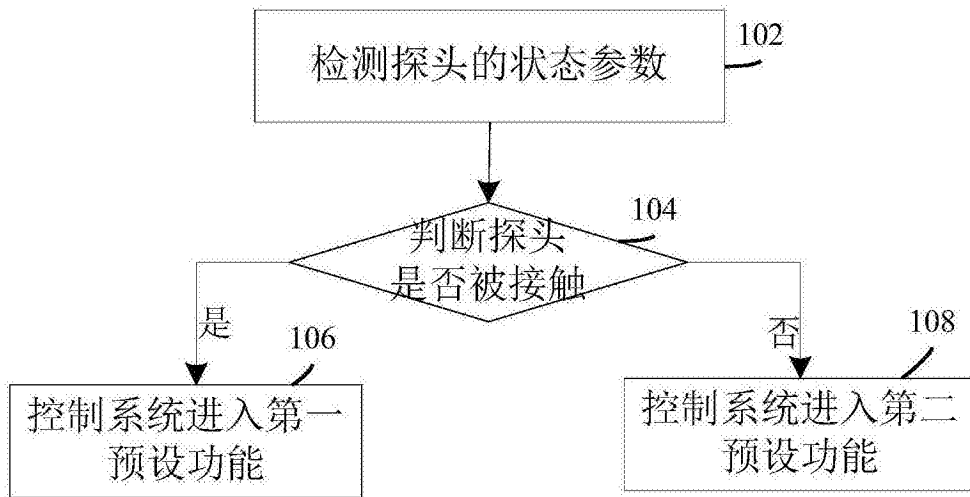 检测探头的状态参数
102
判断探头
是否被接触
104
是
否
106
控制系统进入第一
预设功能
108
控制系统进入第二
预设功能